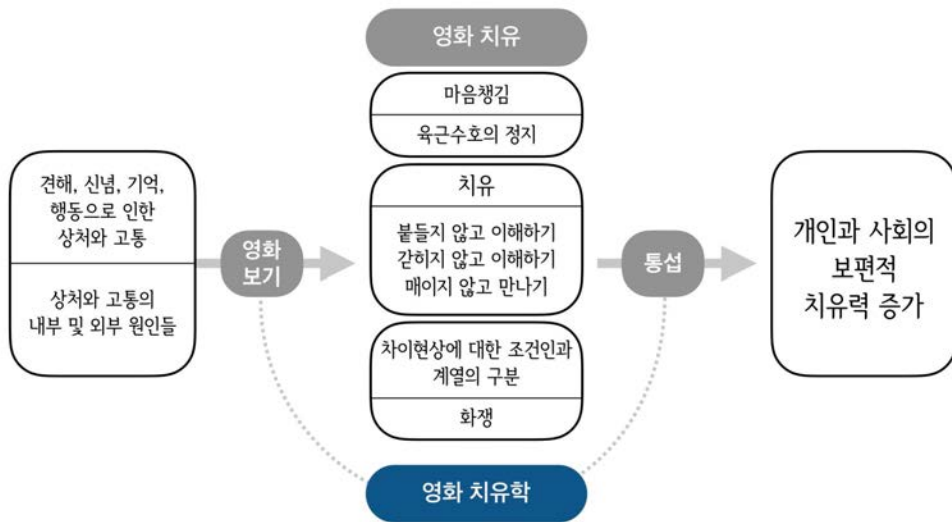 영화 치유
마음챙김
육근수호의 정지
견해, 신념, 기억,
행동으로 인한
상처와 고통
상처와 고통의
내부 및 외부 원인들
영화
보기
치유
붙들지 않고 이해하기
갇히지 않고 이해하기
매이지 않고 만나기
차이현상에 대한 조건인과
계열의 구분
화쟁
통섭
개인과 사회의
보편적
치유력 증가
영화 치유학